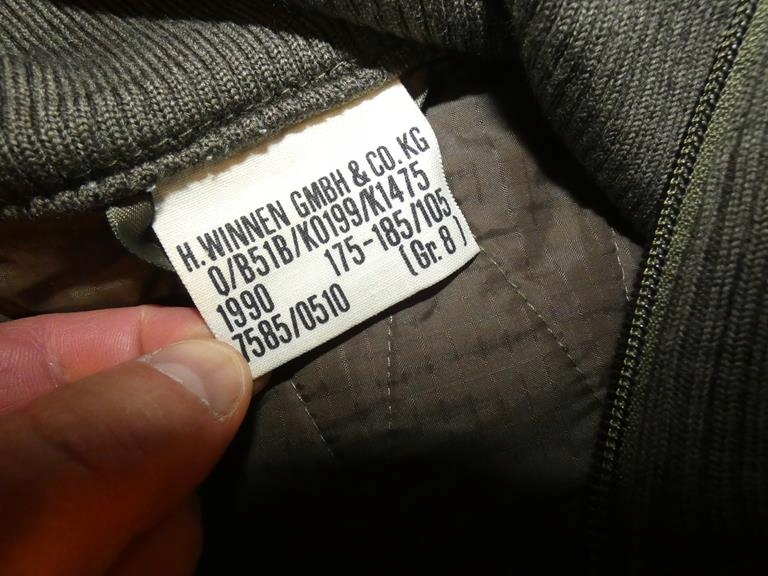 H. WINNEN GMBH & CO. KG
0/B51B/K0199/K1475
1990 175-185/105
7585/0510 (Gr. 8)